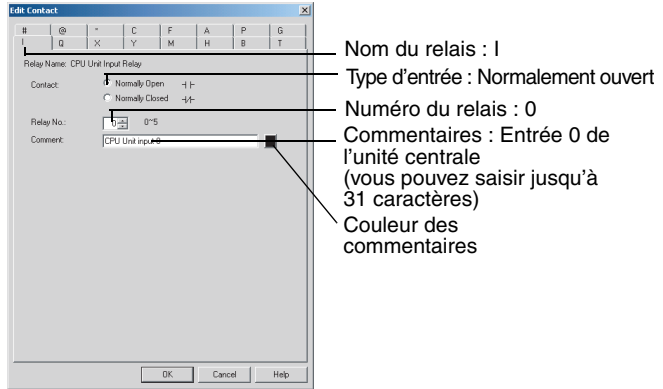 Edit Contact
# @ " C F A P G
I Q X Y M H B T
Relay Name: CPU Unit Input Relay
Contact: Normally Open
Normally Closed
Relay No.: 0 0~5
Comment: CPU Unit input 0
OK Cancel Help
Nom du relais : I
Type d'entrée : Normalement ouvert
Numéro du relais : 0
Commentaires : Entrée 0 de
l'unité centrale
(vous pouvez saisir jusqu'à
31 caractères)
Couleur des
commentaires